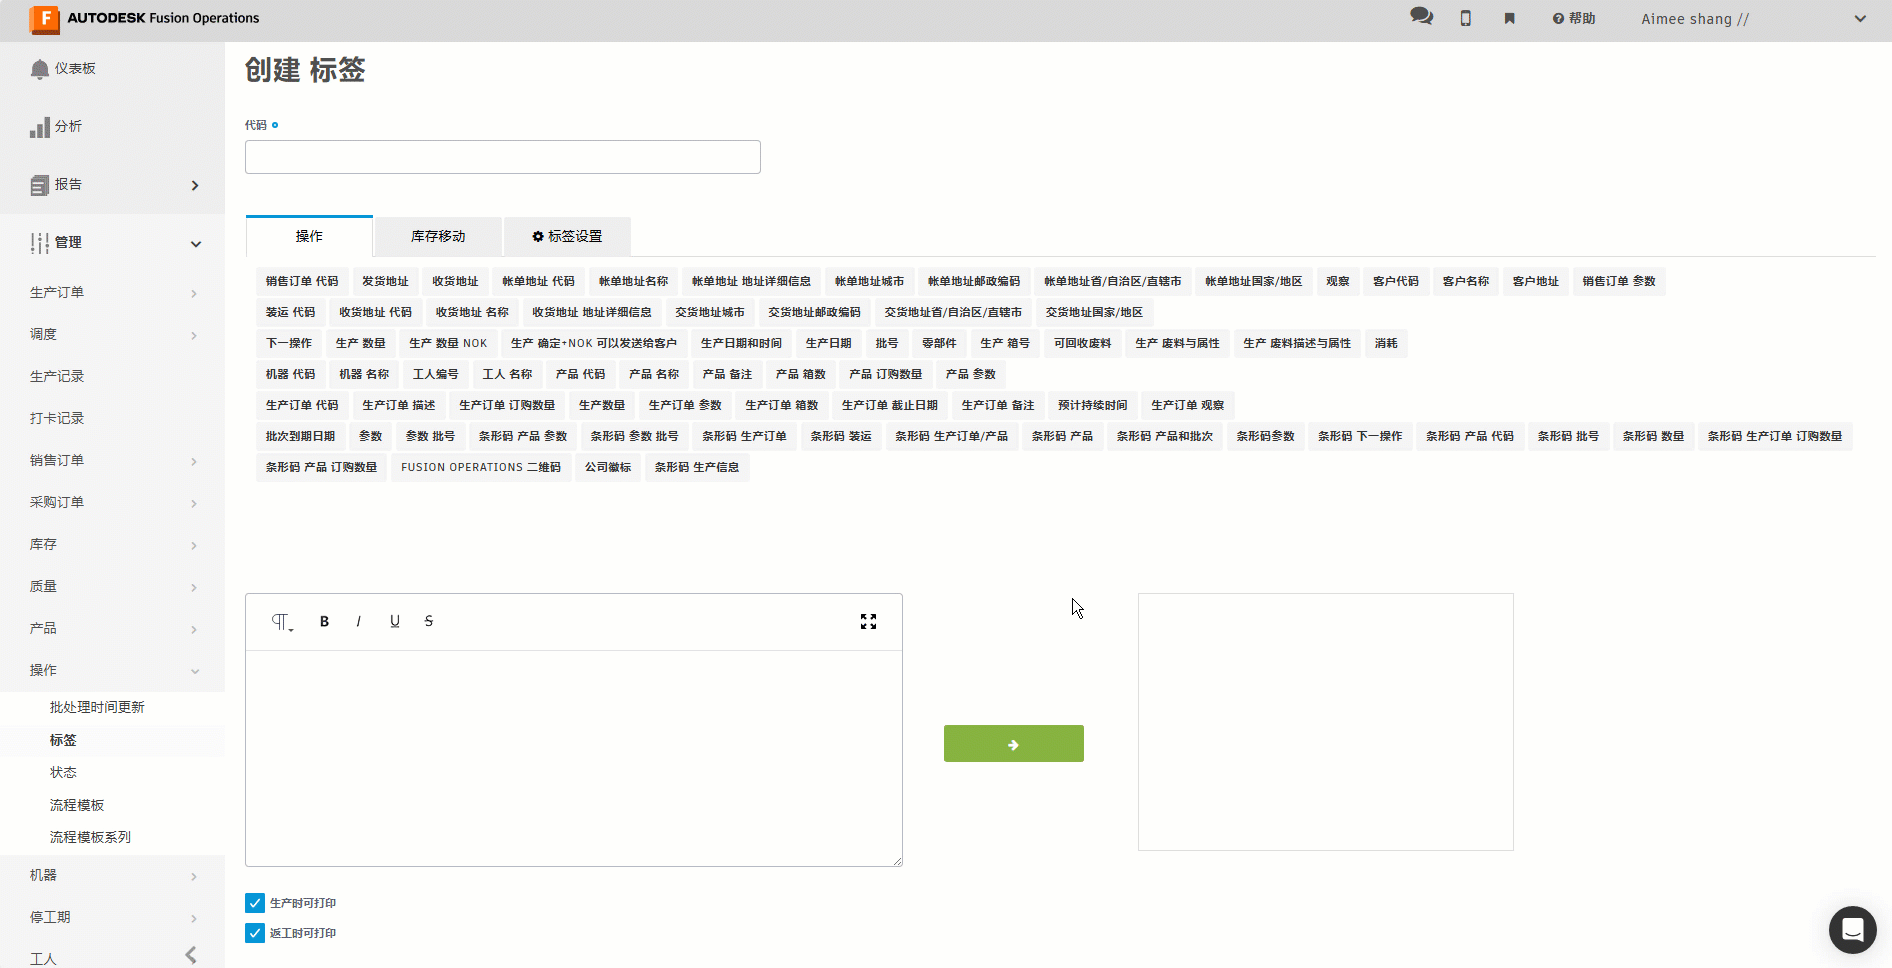 F AUTODESK Fusion Operations
帮助
Aimee shang //
仪表板
分析
报告
管理
生产订单
调度
生产记录
打卡记录
销售订单
采购订单
库存
质量
产品
操作
批处理时间更新
标签
状态
流程模板
流程模板系列
机器
停工期
工人
创建 标签
代码
操作 库存移动 标签设置
销售订单 代码 发货地址 收货地址 帐单地址 代码 帐单地址名称 帐单地址 地址详细信息 帐单地址城市 帐单地址邮政编码 帐单地址省/自治区/直辖市 帐单地址国家/地区 观察 客户代码 客户名称 客户地址 销售订单 参数
装运 代码 收货地址 代码 收货地址 名称 收货地址 地址详细信息 交货地址城市 交货地址邮政编码 交货地址省/自治区/直辖市 交货地址国家/地区
下一操作 生产 数量 生产 数量 NOK 生产 确定+NOK 可以发送给客户 生产日期和时间 生产日期 批号 零部件 生产 箱号 可回收废料 生产 废料与属性 生产 废料描述与属性 消耗
机器 代码 机器 名称 工人编号 工人 名称 产品 代码 产品 名称 产品 备注 产品 箱数 产品 订购数量 产品 参数
生产订单 代码 生产订单 描述 生产订单 订购数量 生产数量 生产订单 参数 生产订单 箱数 生产订单 截止日期 生产订单 备注 预计持续时间 生产订单 观察
批次到期日期 参数 参数 批号 条形码 产品 参数 条形码 参数 批号 条形码 生产订单 条形码 装运 条形码 生产订单/产品 条形码 产品 条形码 产品和批次 条形码参数 条形码 下一操作 条形码 产品 代码 条形码 批号 条形码 数量 条形码 生产订单 订购数量
条形码 产品 订购数量 FUSION OPERATIONS 二维码 公司徽标 条形码 生产信息
B I U S
生产时可打印
返工时可打印